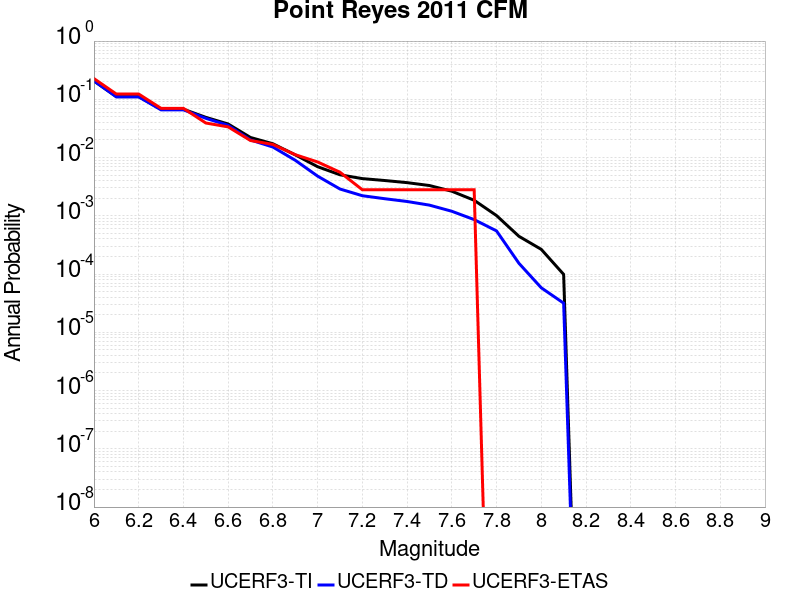 Point Reyes 2011 CFM
10^0
10^-1
10^-2
10^-3
10^-4
10^-5
10^-6
10^-7
10^-8
Annual Probability
6 6.2 6.4 6.6 6.8 7 7.2 7.4 7.6 7.8 8 8.2 8.4 8.6 8.8 9
Magnitude
UCERF3-TI UCERF3-TD UCERF3-ETAS